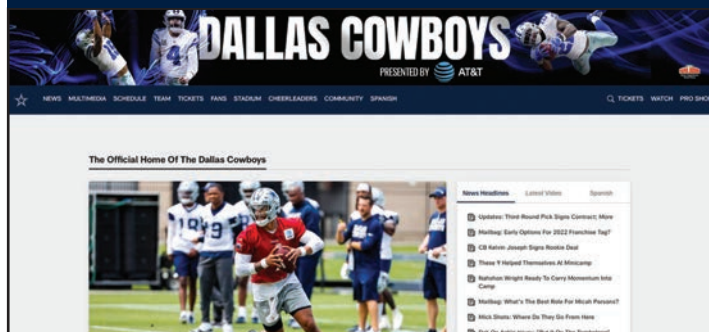 DALLAS COWBOYS
PRESENTED BY AT&T
NEWS MULTIMEDIA SCHEDULE TEAM TICKETS FANS STADIUM CHEERLEADERS COMMUNITY SPANISH
TICKETS WATCH PRO SHO
The Official Home Of The Dallas Cowboys
News Headlines Latest Video Spanish
Updates: Third-Round Pick Signs Contract; More
Mailbag: Early Options For 2022 Franchise Tag?
CB Kelvin Joseph Signs Rookie Deal
These 9 Helped Themselves At Minicamp
Nahshon Wright Ready To Carry Momentum Into
Camp
Mailbag: What's The Best Role For Micah Parsons?
Mick Shots: Where Do They Go From Here